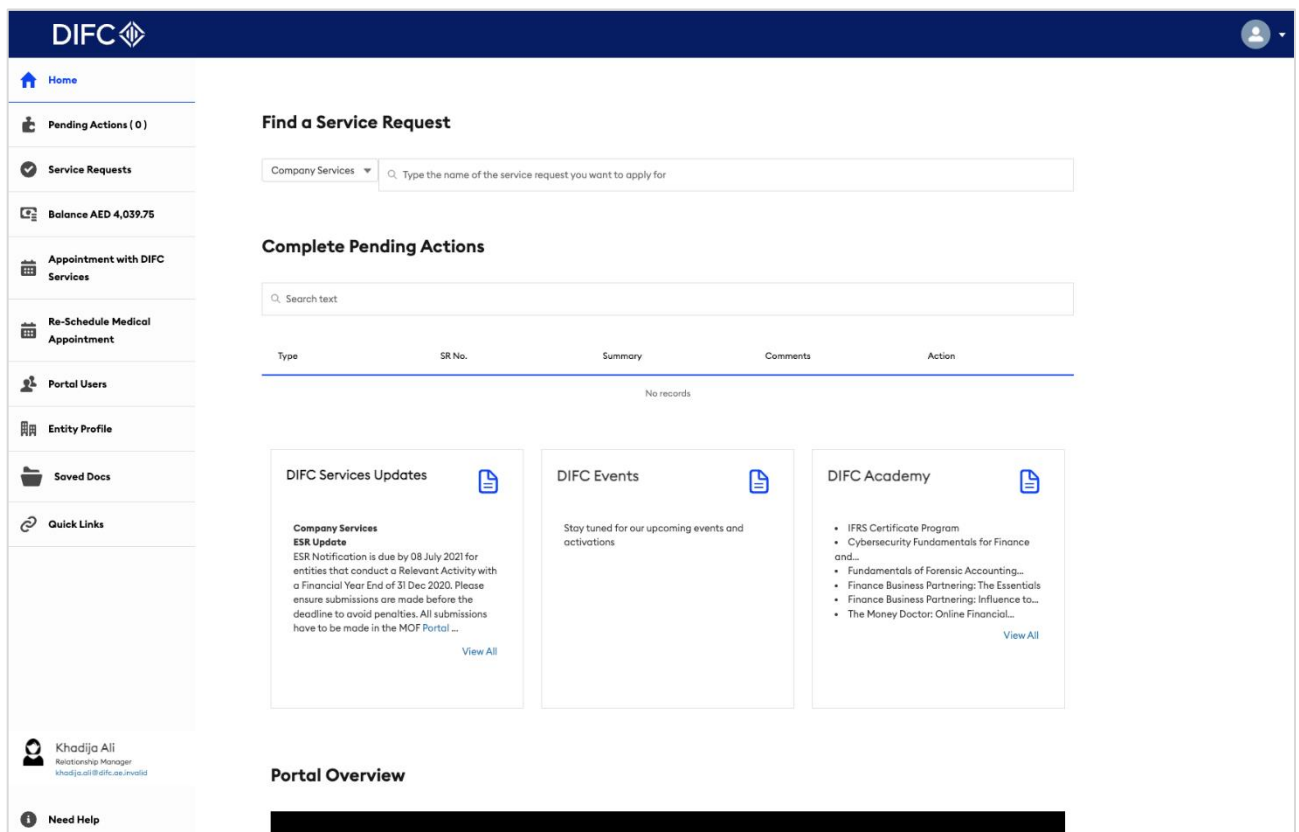 DIFC
Home
Pending Actions ( 0 )
Service Requests
Balance AED 4,039.75
Appointment with DIFC
Services
Re-Schedule Medical
Appointment
Portal Users
Entity Profile
Saved Docs
Quick Links
Khadija Ali
Relationship Manager
khadija.ali@difc.ae.invalid
Need Help
Find a Service Request
Company Services
Type the name of the service request you want to apply for
Complete Pending Actions
Search text
Type SR No. Summary Comments Action
No records
DIFC Services Updates
Company Services
ESR Update
ESR Notification is due by 08 July 2021 for
entities that conduct a Relevant Activity with
a Financial Year End of 31 Dec 2020. Please
ensure submissions are made before the
deadline to avoid penalties. All submissions
have to be made in the MOF Portal ...
View All
DIFC Events
Stay tuned for our upcoming events and
activations
DIFC Academy
• IFRS Certificate Program
• Cybersecurity Fundamentals for Finance
and...
• Fundamentals of Forensic Accounting...
• Finance Business Partnering: The Essentials
• Finance Business Partnering: Influence to...
• The Money Doctor: Online Financial...
View All
Portal Overview